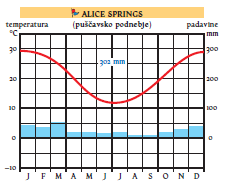 ALICE SPRINGS
temperatura (puščavsko podnebje) padavine
°C mm
30 300
302 mm
20 200
10 100
0 0
−10
J F M A M J J A S O N D